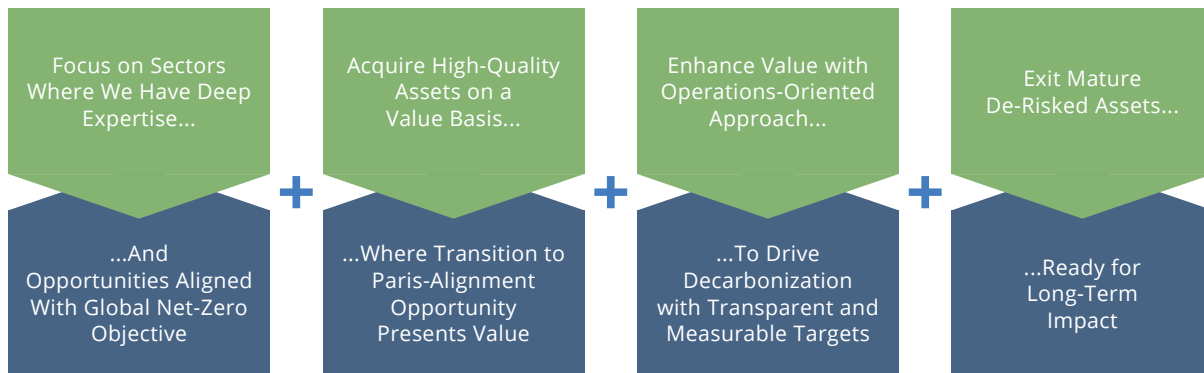 Focus on Sectors
Where We Have Deep
Expertise...
...And
Opportunities Aligned
With Global Net-Zero
Objective
+
Acquire High-Quality
Assets on a
Value Basis...
...Where Transition to
Paris-Alignment
Opportunity
Presents Value
+
Enhance Value with
Operations-Oriented
Approach...
...To Drive
Decarbonization
with Transparent and
Measurable Targets
+
Exit Mature
De-Risked Assets...
...Ready for
Long-Term
Impact